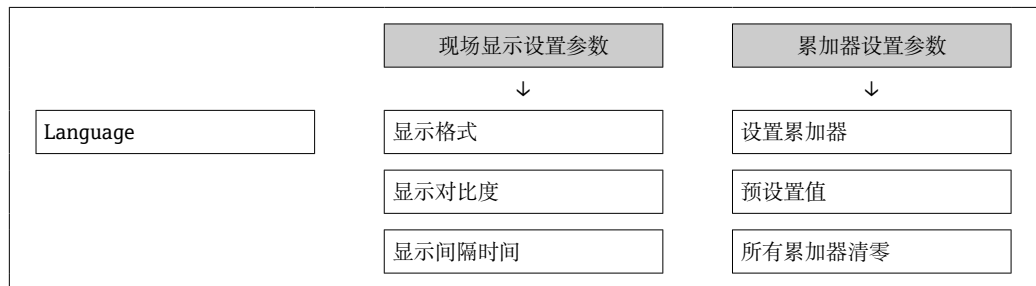 现场显示设置参数
累加器设置参数
↓
↓
Language
显示格式
设置累加器
显示对比度
预设置值
显示间隔时间
所有累加器清零